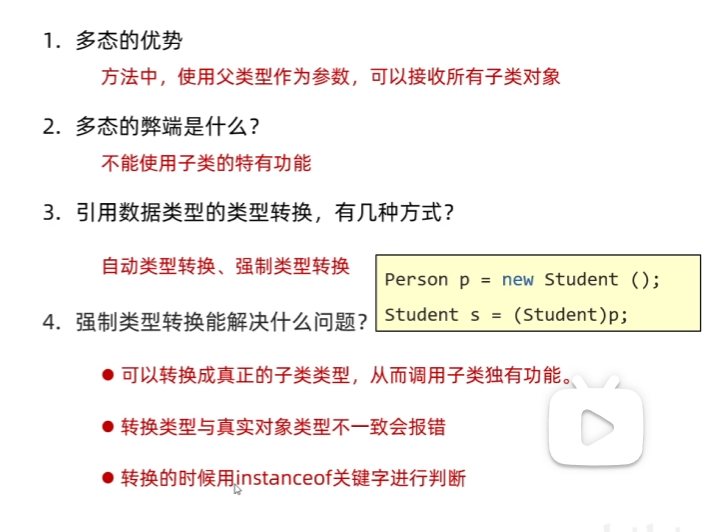 1. 多态的优势
方法中，使用父类型作为参数，可以接收所有子类对象
2. 多态的弊端是什么？
不能使用子类的特有功能
3. 引用数据类型的类型转换，有几种方式？
自动类型转换、强制类型转换
Person p = new Student ();
Student s = (Student)p;
4. 强制类型转换能解决什么问题？
● 可以转换成真正的子类类型，从而调用子类独有功能。
● 转换类型与真实对象类型不一致会报错
● 转换的时候用instanceof关键字进行判断